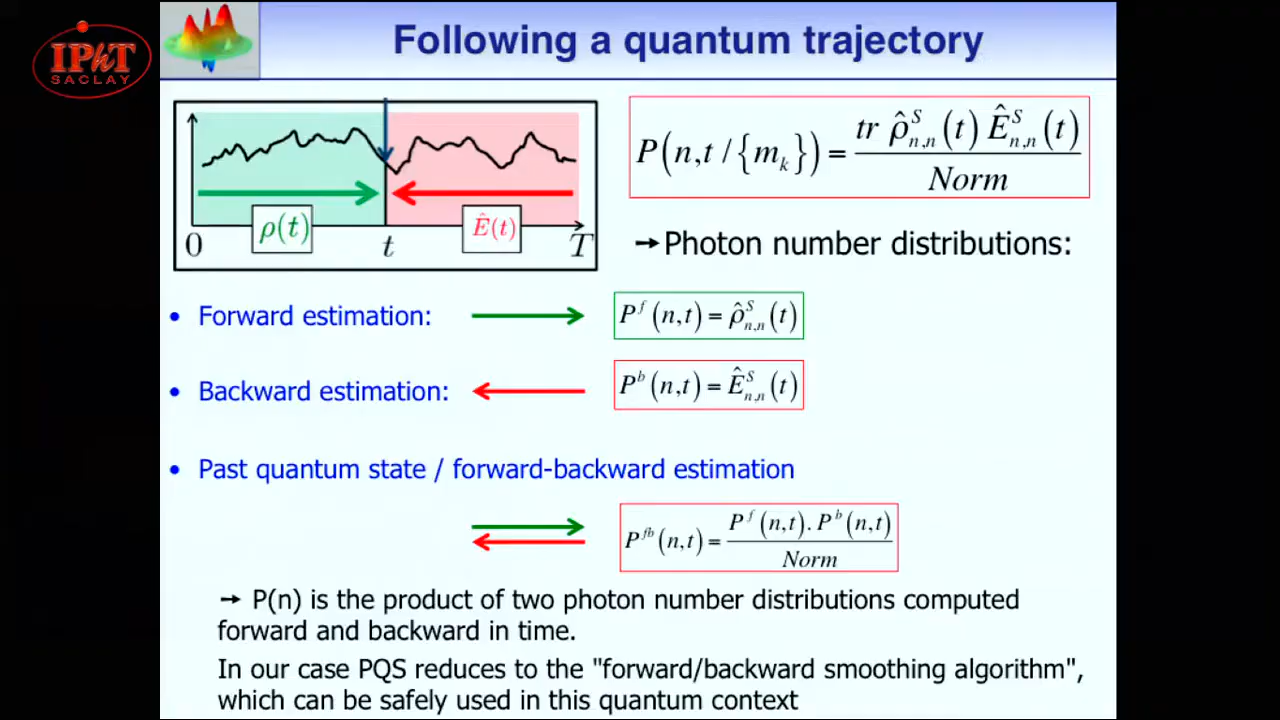 IPhT
SACLAY
Following a quantum trajectory
ρ(t)
Ê(t)
0
t
T
P(n,t / {m_k}) = tr ρ̂^S_{n,n}(t) Ê^S_{n,n}(t) / Norm
→Photon number distributions:
• Forward estimation:
P^f (n,t) = ρ̂^S_{n,n}(t)
• Backward estimation:
P^b (n,t) = Ê^S_{n,n}(t)
• Past quantum state / forward-backward estimation
P^{fb}(n,t) = P^f (n,t). P^b (n,t) / Norm
→ P(n) is the product of two photon number distributions computed
forward and backward in time.
In our case PQS reduces to the "forward/backward smoothing algorithm",
which can be safely used in this quantum context